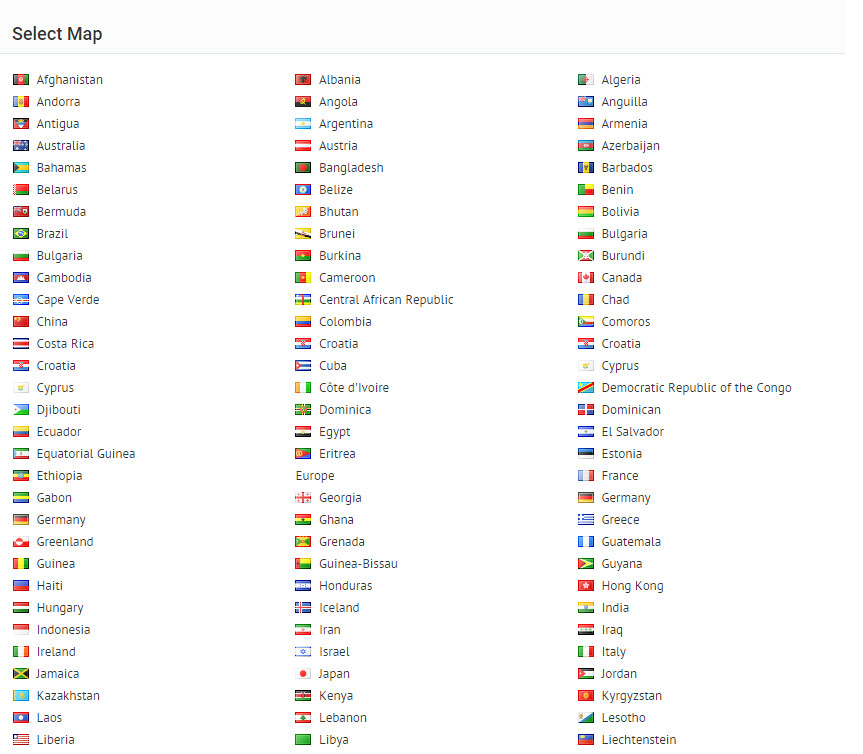 Select Map
Afghanistan Albania Algeria
Andorra Angola Anguilla
Antigua Argentina Armenia
Australia Austria Azerbaijan
Bahamas Bangladesh Barbados
Belarus Belize Benin
Bermuda Bhutan Bolivia
Brazil Brunei Bulgaria
Bulgaria Burkina Burundi
Cambodia Cameroon Canada
Cape Verde Central African Republic Chad
China Colombia Comoros
Costa Rica Croatia Croatia
Croatia Cuba Cyprus
Cyprus Côte d'Ivoire Democratic Republic of the Congo
Djibouti Dominica Dominican
Ecuador Egypt El Salvador
Equatorial Guinea Eritrea Estonia
Ethiopia Europe France
Gabon Georgia Germany
Germany Ghana Greece
Greenland Grenada Guatemala
Guinea Guinea-Bissau Guyana
Haiti Honduras Hong Kong
Hungary Iceland India
Indonesia Iran Iraq
Ireland Israel Italy
Jamaica Japan Jordan
Kazakhstan Kenya Kyrgyzstan
Laos Lebanon Lesotho
Liberia Libya Liechtenstein